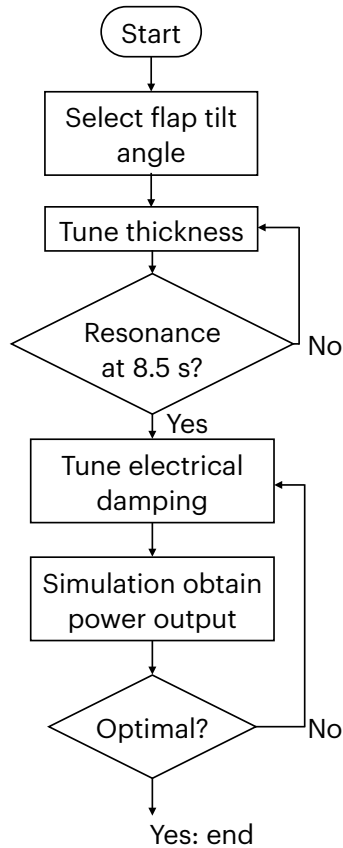 Start
Select flap tilt
angle
Tune thickness
Resonance
at 8.5 s?
No
Yes
Tune electrical
damping
Simulation obtain
power output
Optimal?
No
Yes: end